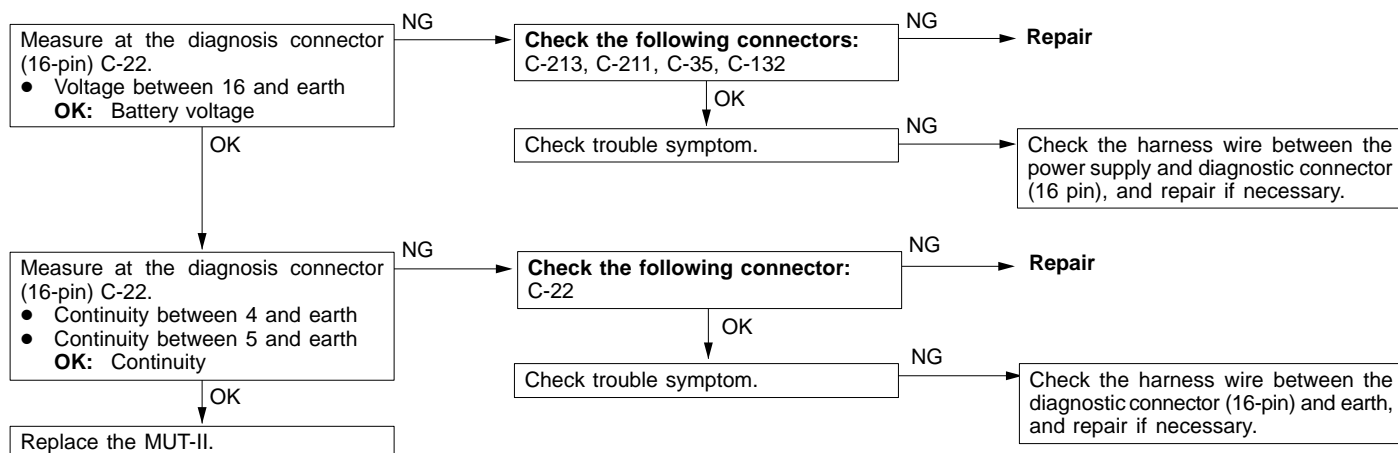 Measure at the diagnosis connector
(16-pin) C-22.
● Voltage between 16 and earth
OK: Battery voltage
NG
Check the following connectors:
C-213, C-211, C-35, C-132
NG
Repair
OK
OK
Check trouble symptom.
NG
Check the harness wire between the
power supply and diagnostic connector
(16 pin), and repair if necessary.
Measure at the diagnosis connector
(16-pin) C-22.
● Continuity between 4 and earth
● Continuity between 5 and earth
OK: Continuity
NG
Check the following connector:
C-22
NG
Repair
OK
OK
Check trouble symptom.
NG
Check the harness wire between the
diagnostic connector (16-pin) and earth,
and repair if necessary.
Replace the MUT-II.